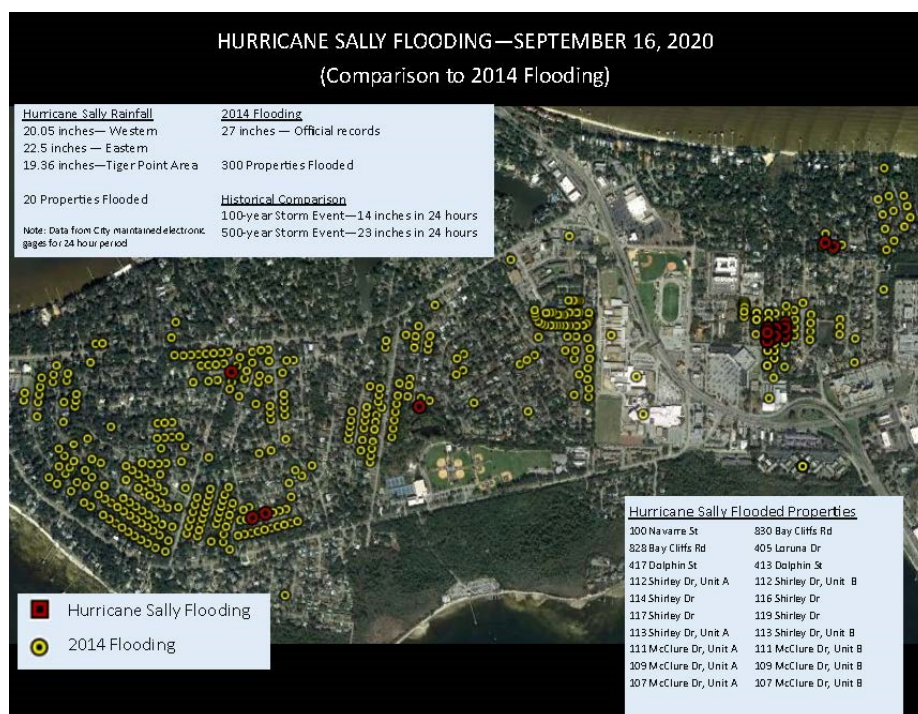 HURRICANE SALLY FLOODING—SEPTEMBER 16, 2020
(Comparison to 2014 Flooding)
Hurricane Sally Rainfall
20.05 inches— Western
22.5 inches — Eastern
19.36 inches—Tiger Point Area
20 Properties Flooded
Note: Data from City maintained electronic
gages for 24 hour period
2014 Flooding
27 inches — Official records
300 Properties Flooded
Historical Comparison
100-year Storm Event—14 inches in 24 hours
500-year Storm Event—23 inches in 24 hours
Hurricane Sally Flooding
2014 Flooding
Hurricane Sally Flooded Properties
100 Navarre St 830 Bay Cliffs Rd
828 Bay Cliffs Rd 405 Loruna Dr
417 Dolphin St 413 Dolphin St
112 Shirley Dr, Unit A 112 Shirley Dr, Unit B
114 Shirley Dr 116 Shirley Dr
117 Shirley Dr 119 Shirley Dr
113 Shirley Dr, Unit A 113 Shirley Dr, Unit B
111 McClure Dr, Unit A 111 McClure Dr, Unit B
109 McClure Dr, Unit A 109 McClure Dr, Unit B
107 McClure Dr, Unit A 107 McClure Dr, Unit B